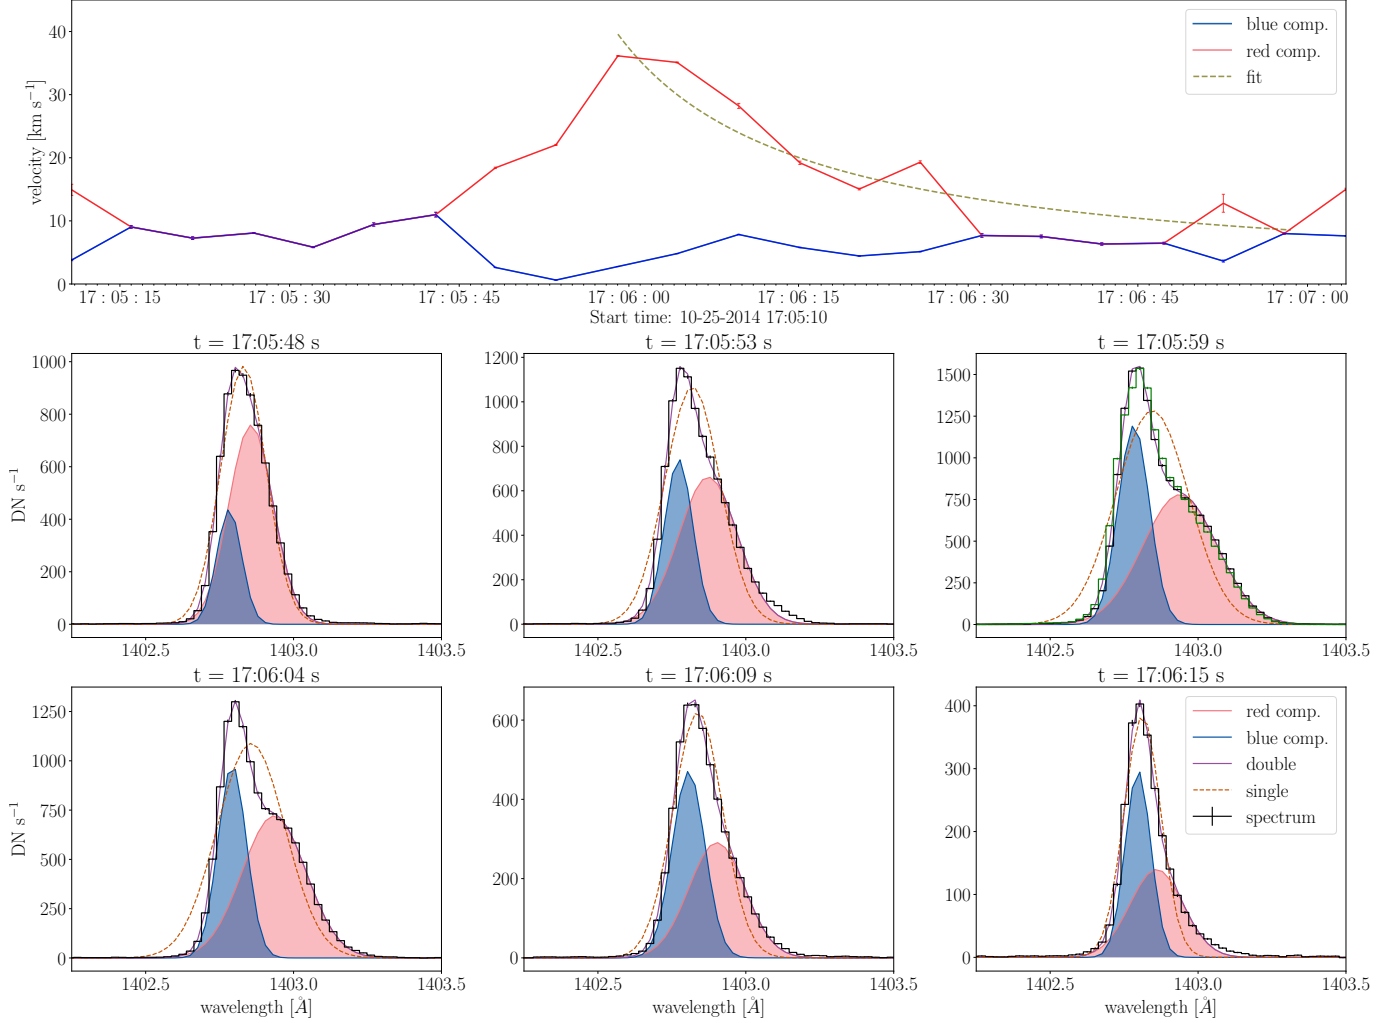 40
30
20
10
0
velocity [km s⁻¹]
blue comp.
red comp.
fit
17 : 05 : 15
17 : 05 : 30
17 : 05 : 45
17 : 06 : 00
17 : 06 : 15
17 : 06 : 30
17 : 06 : 45
17 : 07 : 00
Start time: 10-25-2014 17:05:10
t = 17:05:48 s
1000
800
600
400
200
0
DN s⁻¹
1402.5
1403.0
1403.5
t = 17:05:53 s
1200
1000
800
600
400
200
0
1402.5
1403.0
1403.5
t = 17:05:59 s
1500
1250
1000
750
500
250
0
1402.5
1403.0
1403.5
t = 17:06:04 s
1250
1000
750
500
250
0
DN s⁻¹
1402.5
1403.0
1403.5
wavelength [Å]
t = 17:06:09 s
600
400
200
0
1402.5
1403.0
1403.5
wavelength [Å]
t = 17:06:15 s
400
300
200
100
0
red comp.
blue comp.
double
single
spectrum
1402.5
1403.0
1403.5
wavelength [Å]